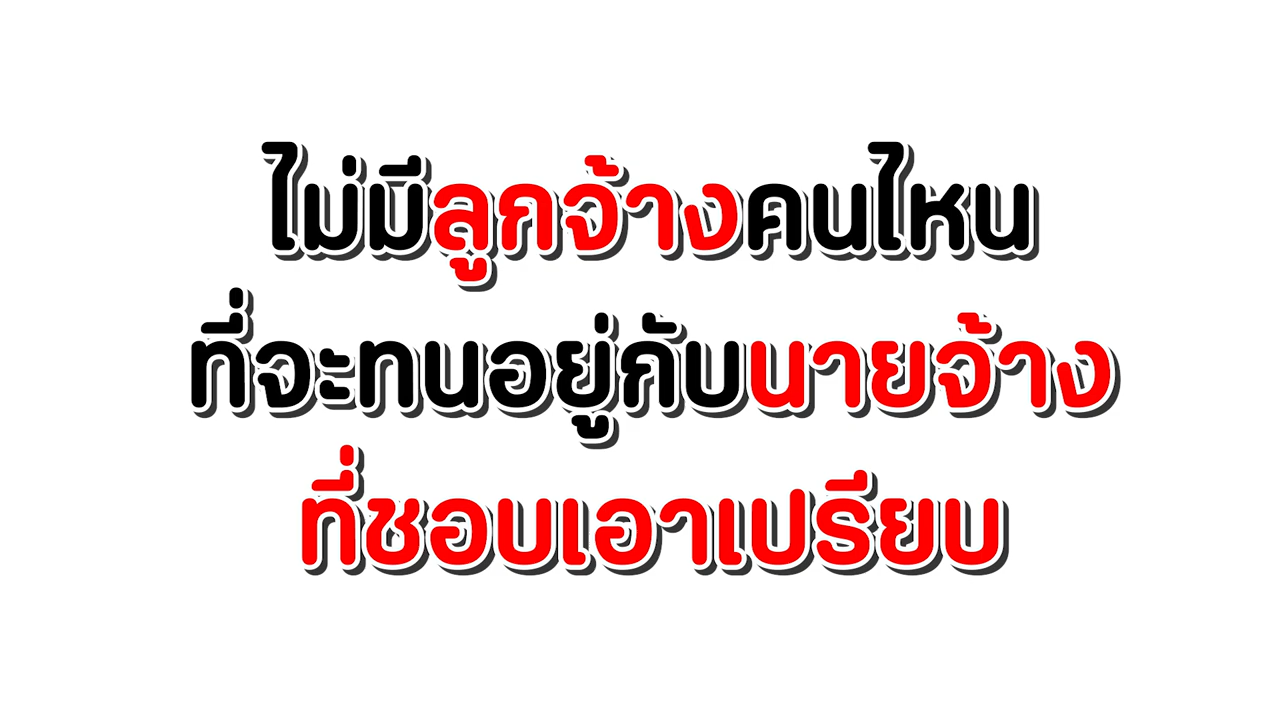 ไม่มีลูกจ้างคนไหน
ที่จะทนอยู่กับนายจ้าง
ที่ชอบเอาเปรียบ